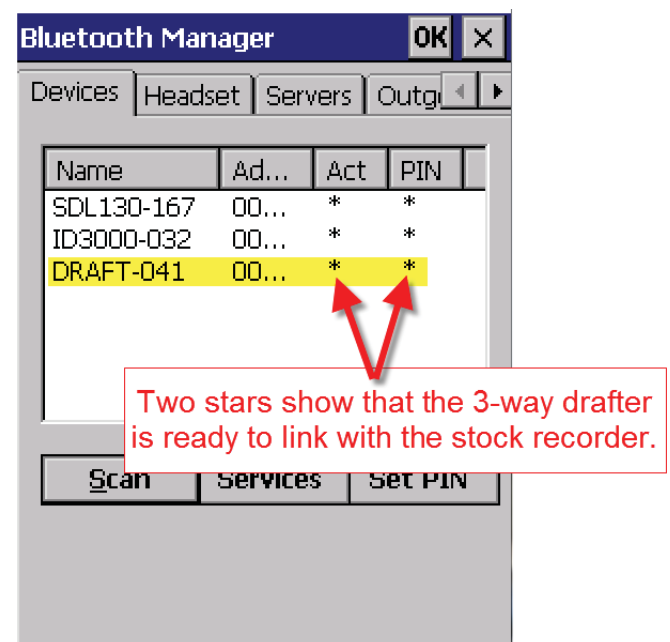 Bluetooth Manager OK ×
Devices Headset Servers Outg
Name Ad... Act PIN
SDL130-167 00... * *
ID3000-032 00... * *
DRAFT-041 00... * *
Two stars show that the 3-way drafter
is ready to link with the stock recorder.
Scan Services Set PIN